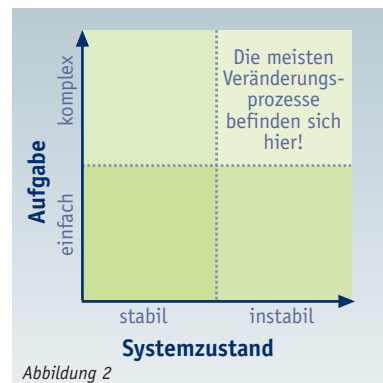 Die meisten
Veränderungs-
prozesse
befinden sich
hier!
komplex
einfach
Aufgabe
stabil
instabil
Systemzustand
Abbildung 2